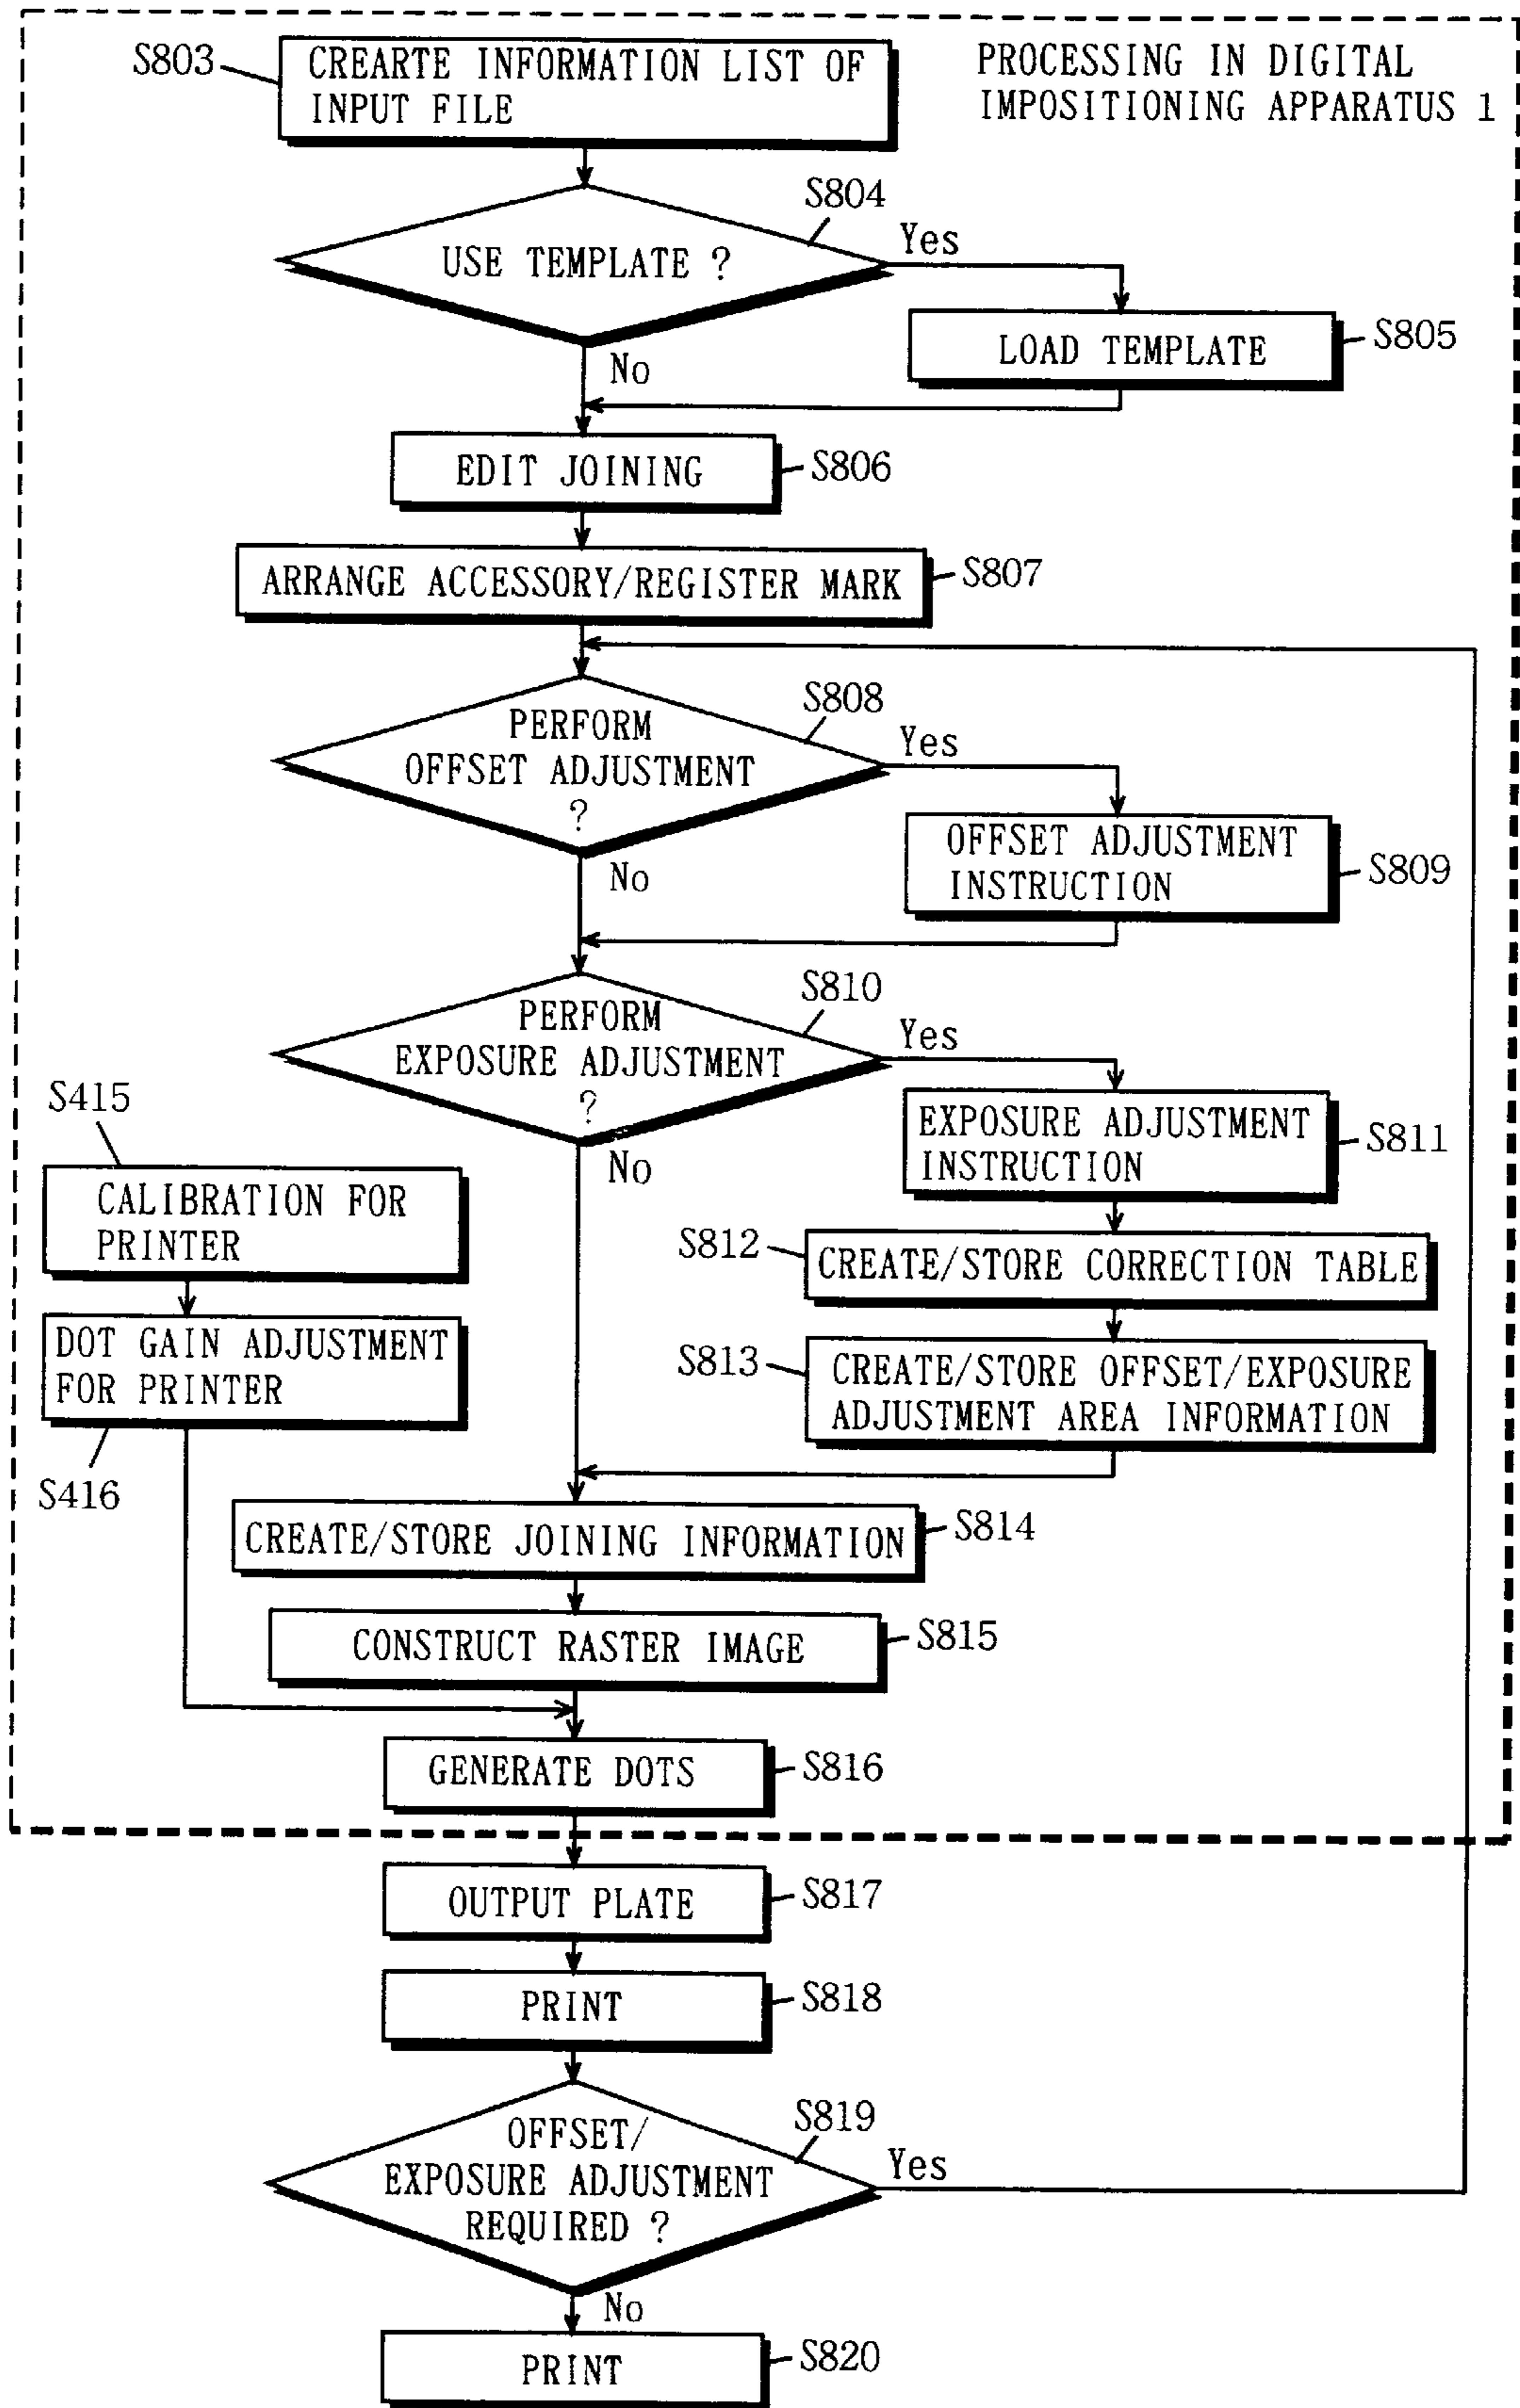 S803
CREARTE INFORMATION LIST OF
INPUT FILE
PROCESSING IN DIGITAL
IMPOSITIONING APPARATUS 1
S804
USE TEMPLATE ?
Yes
No
LOAD TEMPLATE
S805
EDIT JOINING
S806
ARRANGE ACCESSORY/REGISTER MARK
S807
S808
PERFORM
OFFSET ADJUSTMENT
?
Yes
No
OFFSET ADJUSTMENT
INSTRUCTION
S809
S810
PERFORM
EXPOSURE ADJUSTMENT
?
Yes
No
EXPOSURE ADJUSTMENT
INSTRUCTION
S811
S415
CALIBRATION FOR
PRINTER
S812
CREATE/STORE CORRECTION TABLE
DOT GAIN ADJUSTMENT
FOR PRINTER
S416
S813
CREATE/STORE OFFSET/EXPOSURE
ADJUSTMENT AREA INFORMATION
CREATE/STORE JOINING INFORMATION
S814
CONSTRUCT RASTER IMAGE
S815
GENERATE DOTS
S816
OUTPUT PLATE
S817
PRINT
S818
S819
OFFSET/
EXPOSURE ADJUSTMENT
REQUIRED ?
Yes
No
PRINT
S820